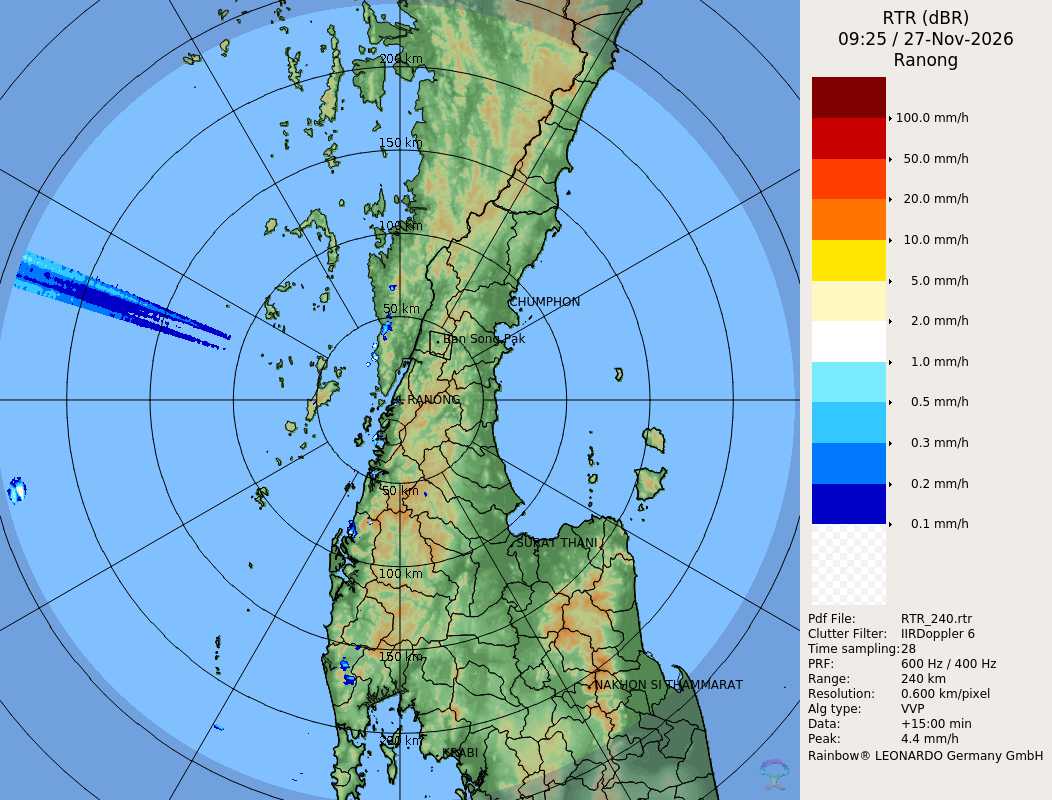 200 km
150 km
100 km
CHUMPHON
50 km
Ban Song Pak
RANONG
50 km
SURAT THANI
100 km
150 km
NAKHON SI THAMMARAT
200 km
KRABI
RTR (dBR)
09:25 / 27-Nov-2026
Ranong
100.0 mm/h
50.0 mm/h
20.0 mm/h
10.0 mm/h
5.0 mm/h
2.0 mm/h
1.0 mm/h
0.5 mm/h
0.3 mm/h
0.2 mm/h
0.1 mm/h
Pdf File: RTR_240.rtr
Clutter Filter: IIRDoppler 6
Time sampling:28
PRF: 600 Hz / 400 Hz
Range: 240 km
Resolution: 0.600 km/pixel
Alg type: VVP
Data: +15:00 min
Peak: 4.4 mm/h
Rainbow® LEONARDO Germany GmbH